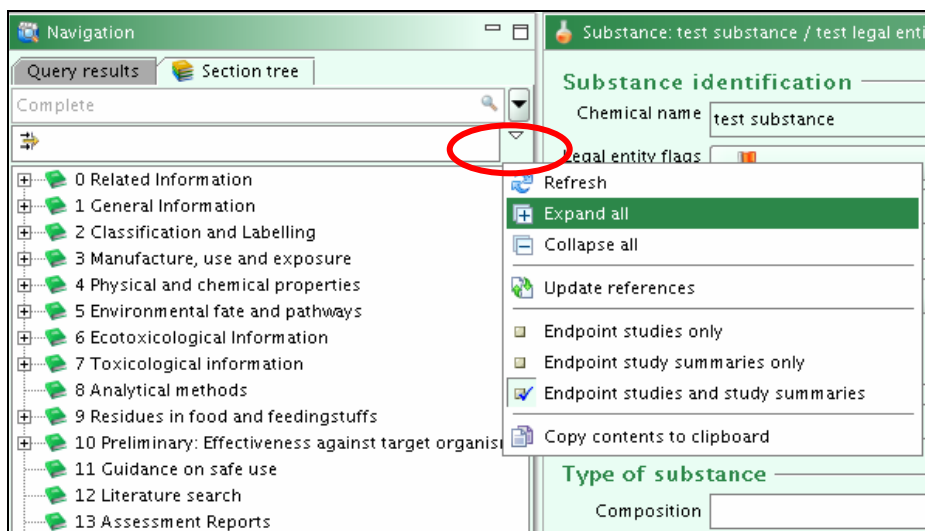 Navigation
Query results
Section tree
Complete
0 Related Information
1 General Information
2 Classification and Labelling
3 Manufacture, use and exposure
4 Physical and chemical properties
5 Environmental fate and pathways
6 Ecotoxicological Information
7 Toxicological information
8 Analytical methods
9 Residues in food and feedingstuffs
10 Preliminary: Effectiveness against target organis
11 Guidance on safe use
12 Literature search
13 Assessment Reports
Substance: test substance / test legal enti
Substance identification
Chemical name
test substance
Legal entity flags
Refresh
Expand all
Collapse all
Update references
Endpoint studies only
Endpoint study summaries only
Endpoint studies and study summaries
Copy contents to clipboard
Type of substance
Composition